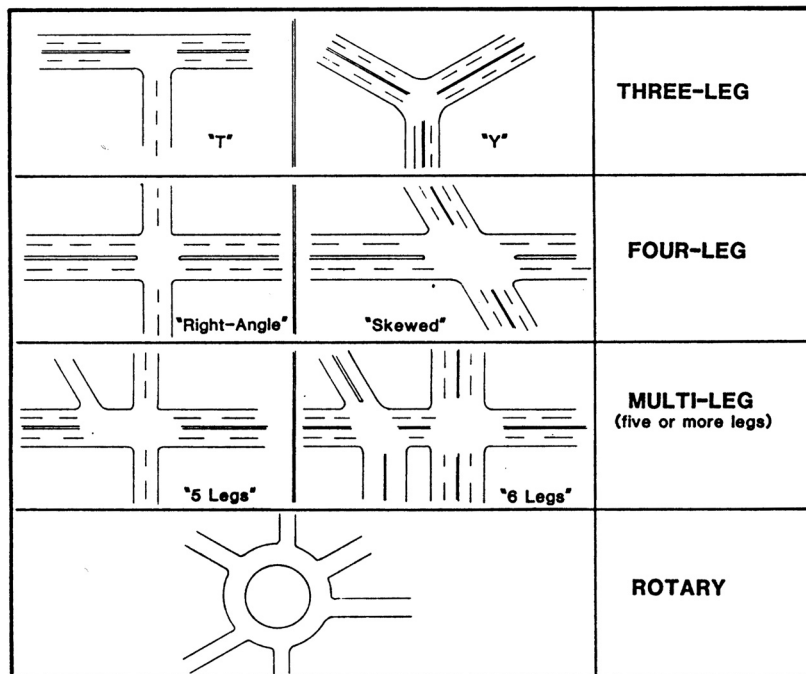 "T"
"Y"
THREE-LEG
"Right-Angle"
"Skewed"
FOUR-LEG
"5 Legs"
"6 Legs"
MULTI-LEG
(five or more legs)
ROTARY